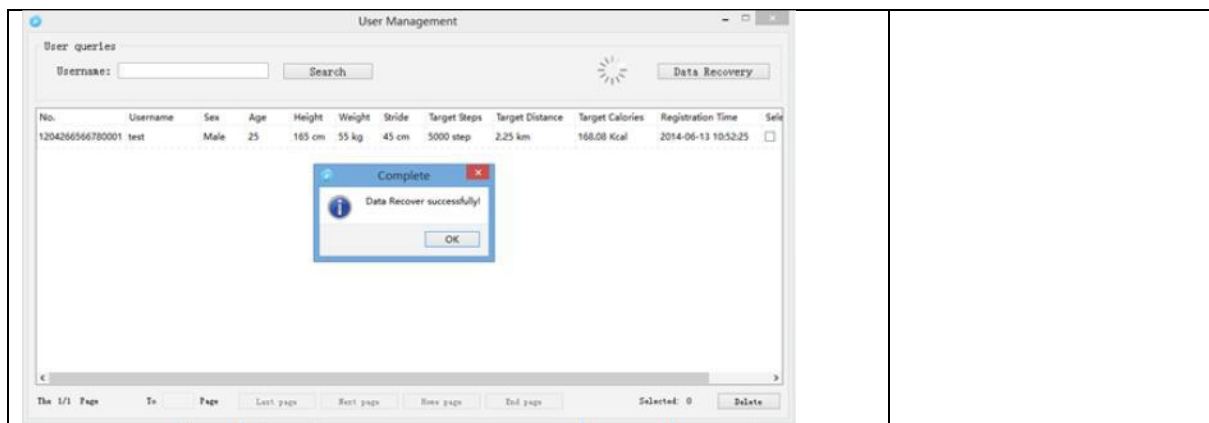 User Management
User queries
Username:
Search
Data Recovery
No. Username Sex Age Height Weight Stride Target Steps Target Distance Target Calories Registration Time Sele
1204266566780001 test Male 25 165 cm 55 kg 45 cm 5000 step 2.25 km 168.08 Kcal 2014-06-13 10:52:25
Complete
Data Recover successfully!
OK
The 1/1 Page To Page Last page Next page Home page End page Selected: 0 Delete